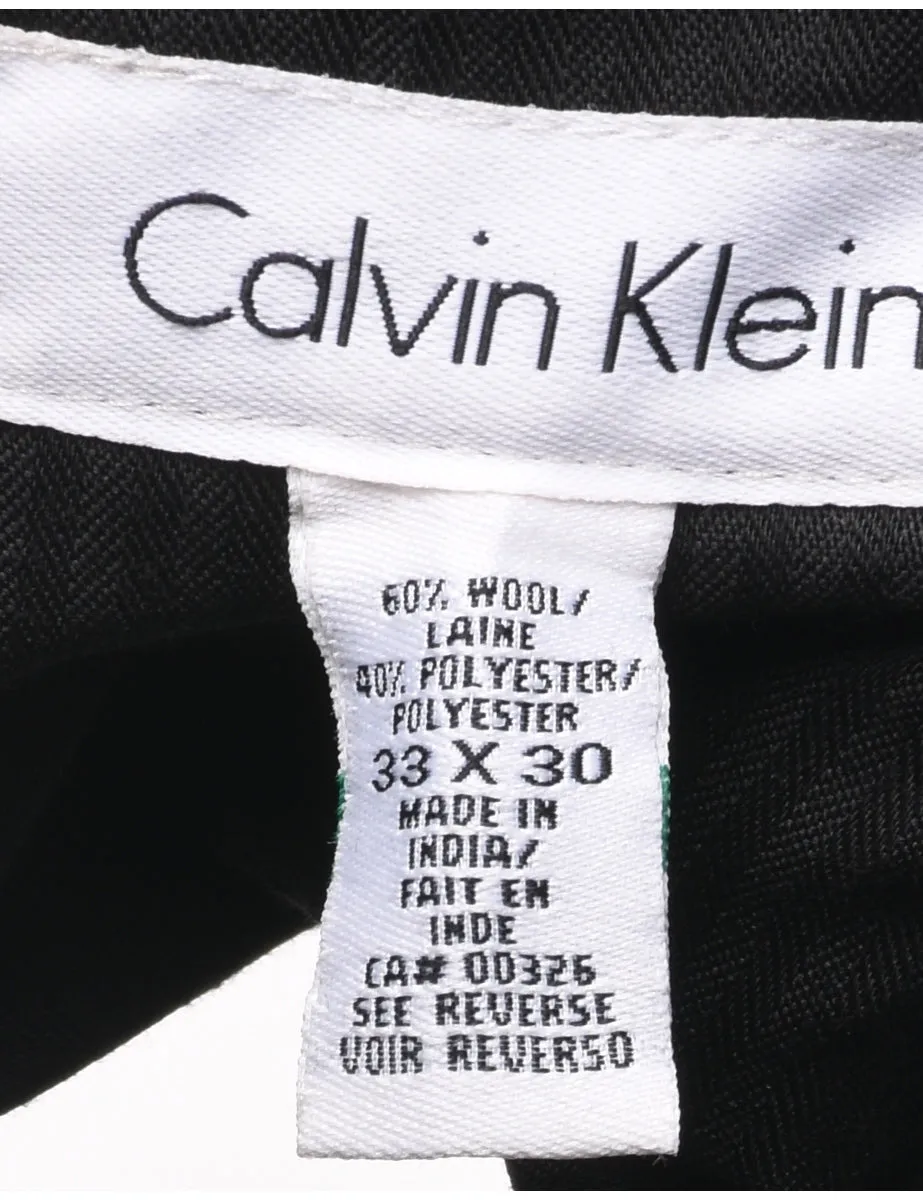 Calvin Klein
60% WOOL/
LAINE
40% POLYESTER/
POLYESTER
33 X 30
MADE IN
INDIA/
FAIT EN
INDE
CA# 00326
SEE REVERSE
VOIR REVERSO